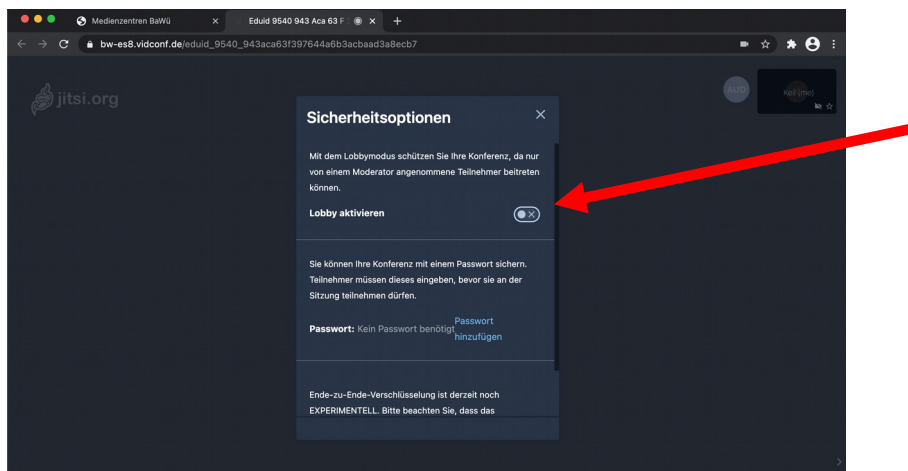 Medienzentren BaWü
Eduid 9540 943 Aca 63 F
bw-es8.vidconf.de/eduid_9540_943aca63f397644a6b3acbaad3a8ecb7
jitsi.org
AUD
Keil (me)
Sicherheitsoptionen
Mit dem Lobbymodus schützen Sie Ihre Konferenz, da nur
von einem Moderator angenommene Teilnehmer beitreten
können.
Lobby aktivieren
Sie können Ihre Konferenz mit einem Passwort sichern.
Teilnehmer müssen dieses eingeben, bevor sie an der
Sitzung teilnehmen dürfen.
Passwort: Kein Passwort benötigt Passwort
hinzufügen
Ende-zu-Ende-Verschlüsselung ist derzeit noch
EXPERIMENTELL. Bitte beachten Sie, dass das